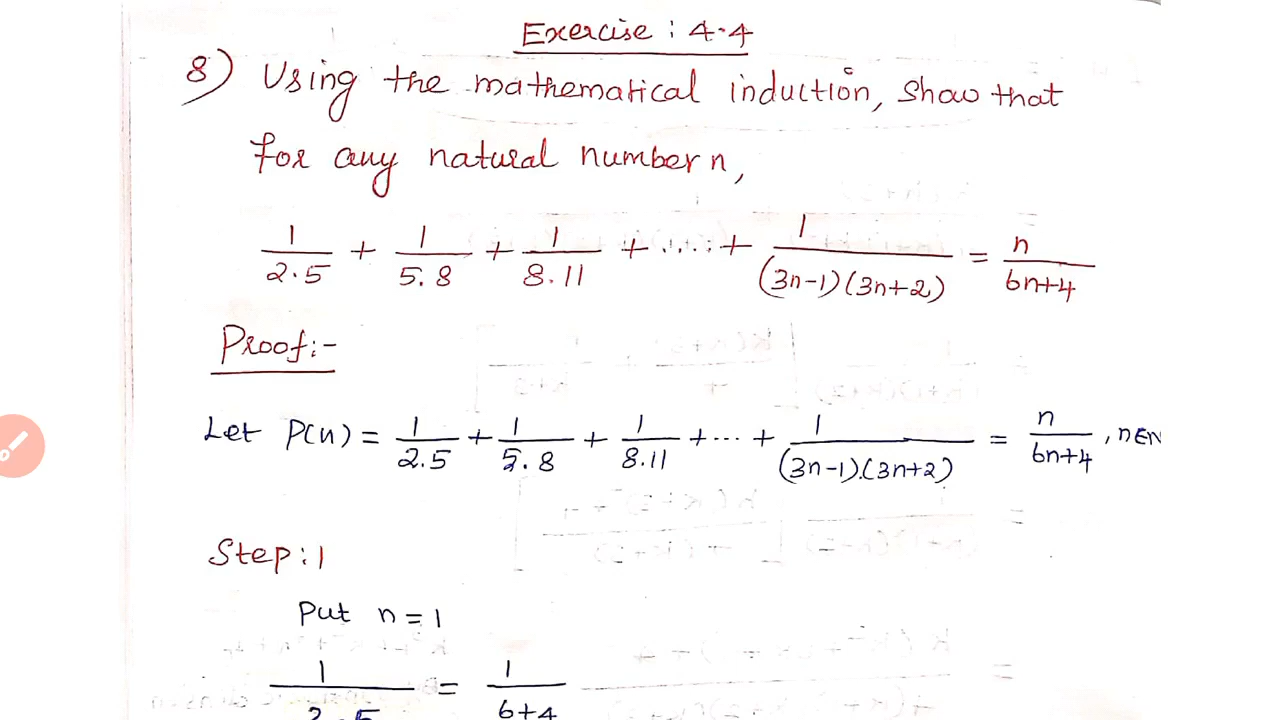 Exercise : 4.4
8) Using the mathematical induction, show that
for any natural number n,
1/2.5 + 1/5.8 + 1/8.11 + ..... + 1/(3n-1)(3n+2) = n/6n+4
Proof:-
Let P(n) = 1/2.5 + 1/5.8 + 1/8.11 + ... + 1/(3n-1).(3n+2) = n/6n+4 , n∈N
Step:1
Put n = 1
1/2.5 = 1/6+4